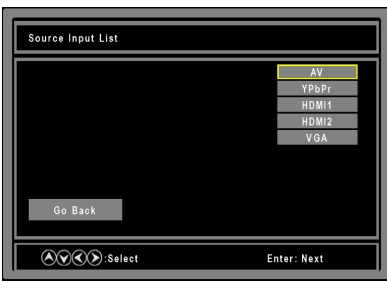 Source Input List
AV
YPbPr
HDMI1
HDMI2
VGA
Go Back
:Select
Enter: Next